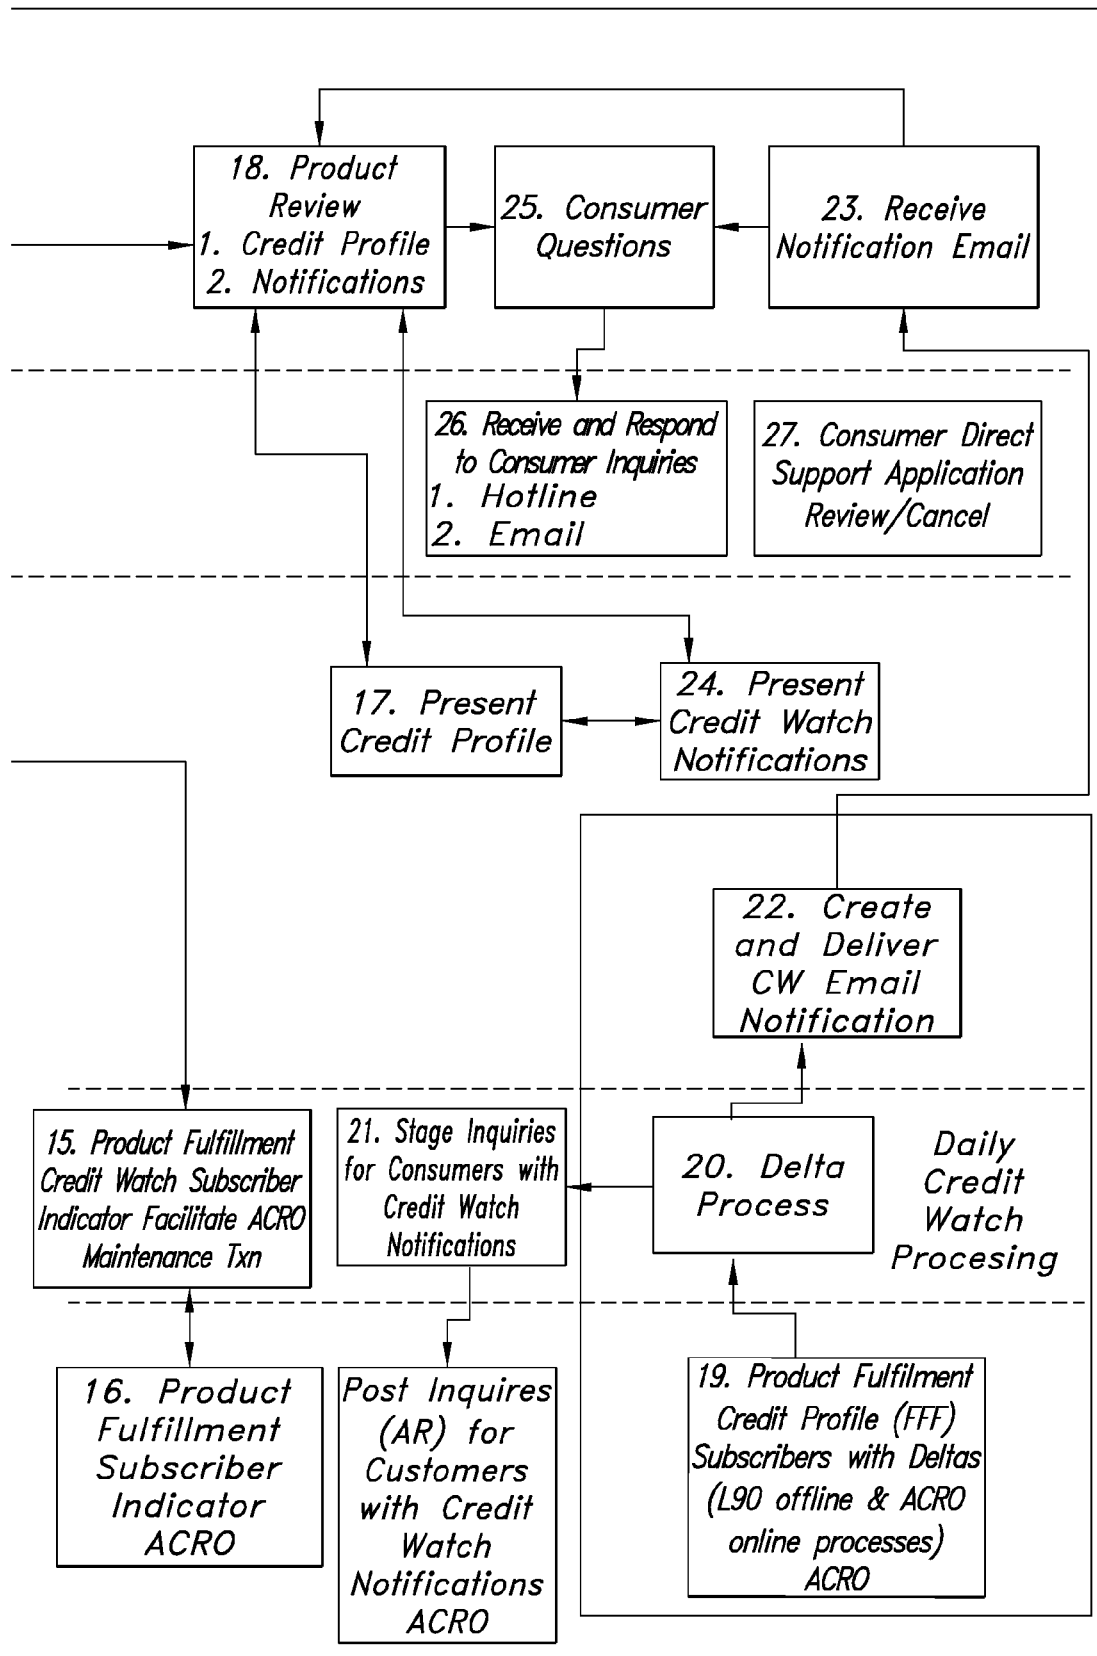 18. Product
Review
1. Credit Profile
2. Notifications
25. Consumer
Questions
23. Receive
Notification Email
26. Receive and Respond
to Consumer Inquiries
1. Hotline
2. Email
27. Consumer Direct
Support Application
Review/Cancel
17. Present
Credit Profile
24. Present
Credit Watch
Notifications
22. Create
and Deliver
CW Email
Notification
15. Product Fulfillment
Credit Watch Subscriber
Indicator Facilitate ACRO
Maintenance Txn
21. Stage Inquiries
for Consumers with
Credit Watch
Notifications
20. Delta
Process
Daily
Credit
Watch
Procesing
16. Product
Fulfillment
Subscriber
Indicator
ACRO
Post Inquires
(AR) for
Customers
with Credit
Watch
Notifications
ACRO
19. Product Fulfilment
Credit Profile (FFF)
Subscribers with Deltas
(L90 offline & ACRO
online processes)
ACRO